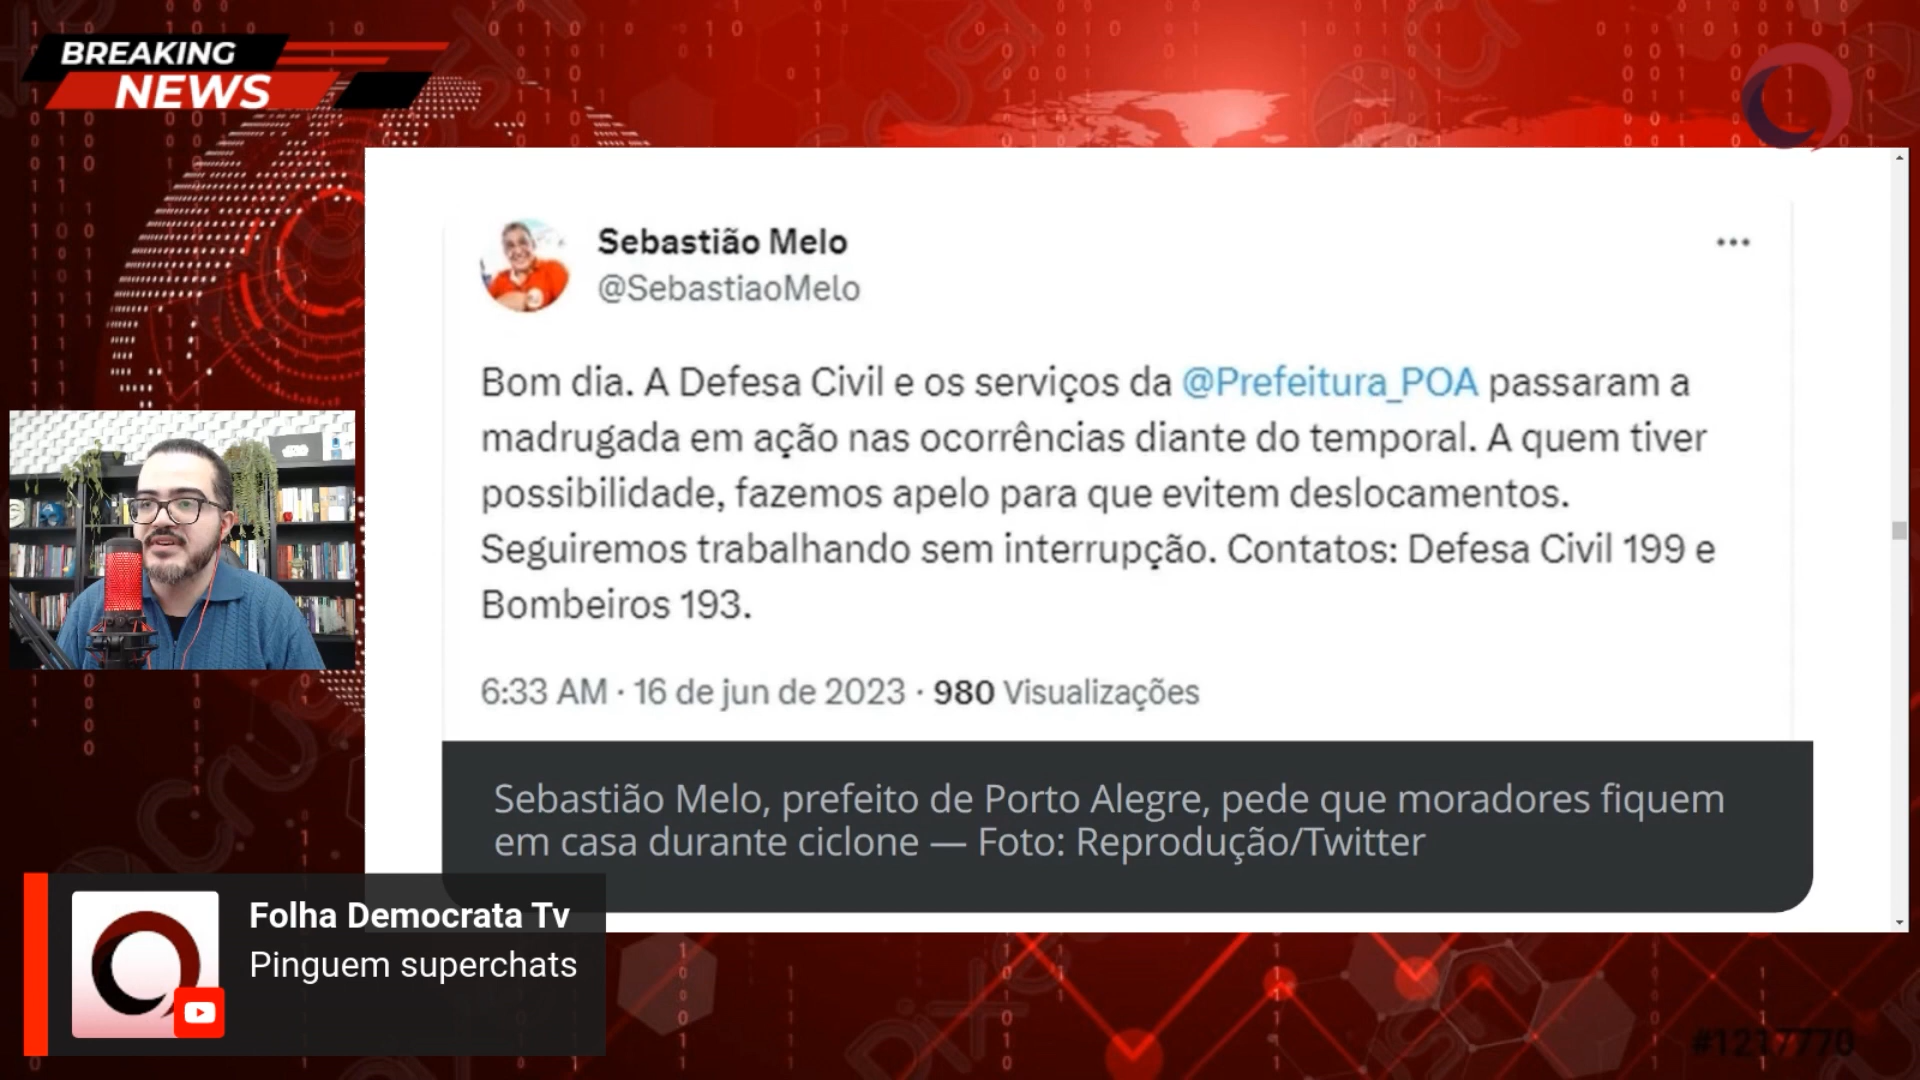 BREAKING
NEWS
Sebastião Melo
@SebastiaoMelo
Bom dia. A Defesa Civil e os serviços da @Prefeitura_POA passaram a
madrugada em ação nas ocorrências diante do temporal. A quem tiver
possibilidade, fazemos apelo para que evitem deslocamentos.
Seguiremos trabalhando sem interrupção. Contatos: Defesa Civil 199 e
Bombeiros 193.
6:33 AM · 16 de jun de 2023 · 980 Visualizações
Sebastião Melo, prefeito de Porto Alegre, pede que moradores fiquem
em casa durante ciclone — Foto: Reprodução/Twitter
Folha Democrata Tv
Pinguem superchats
#1217770